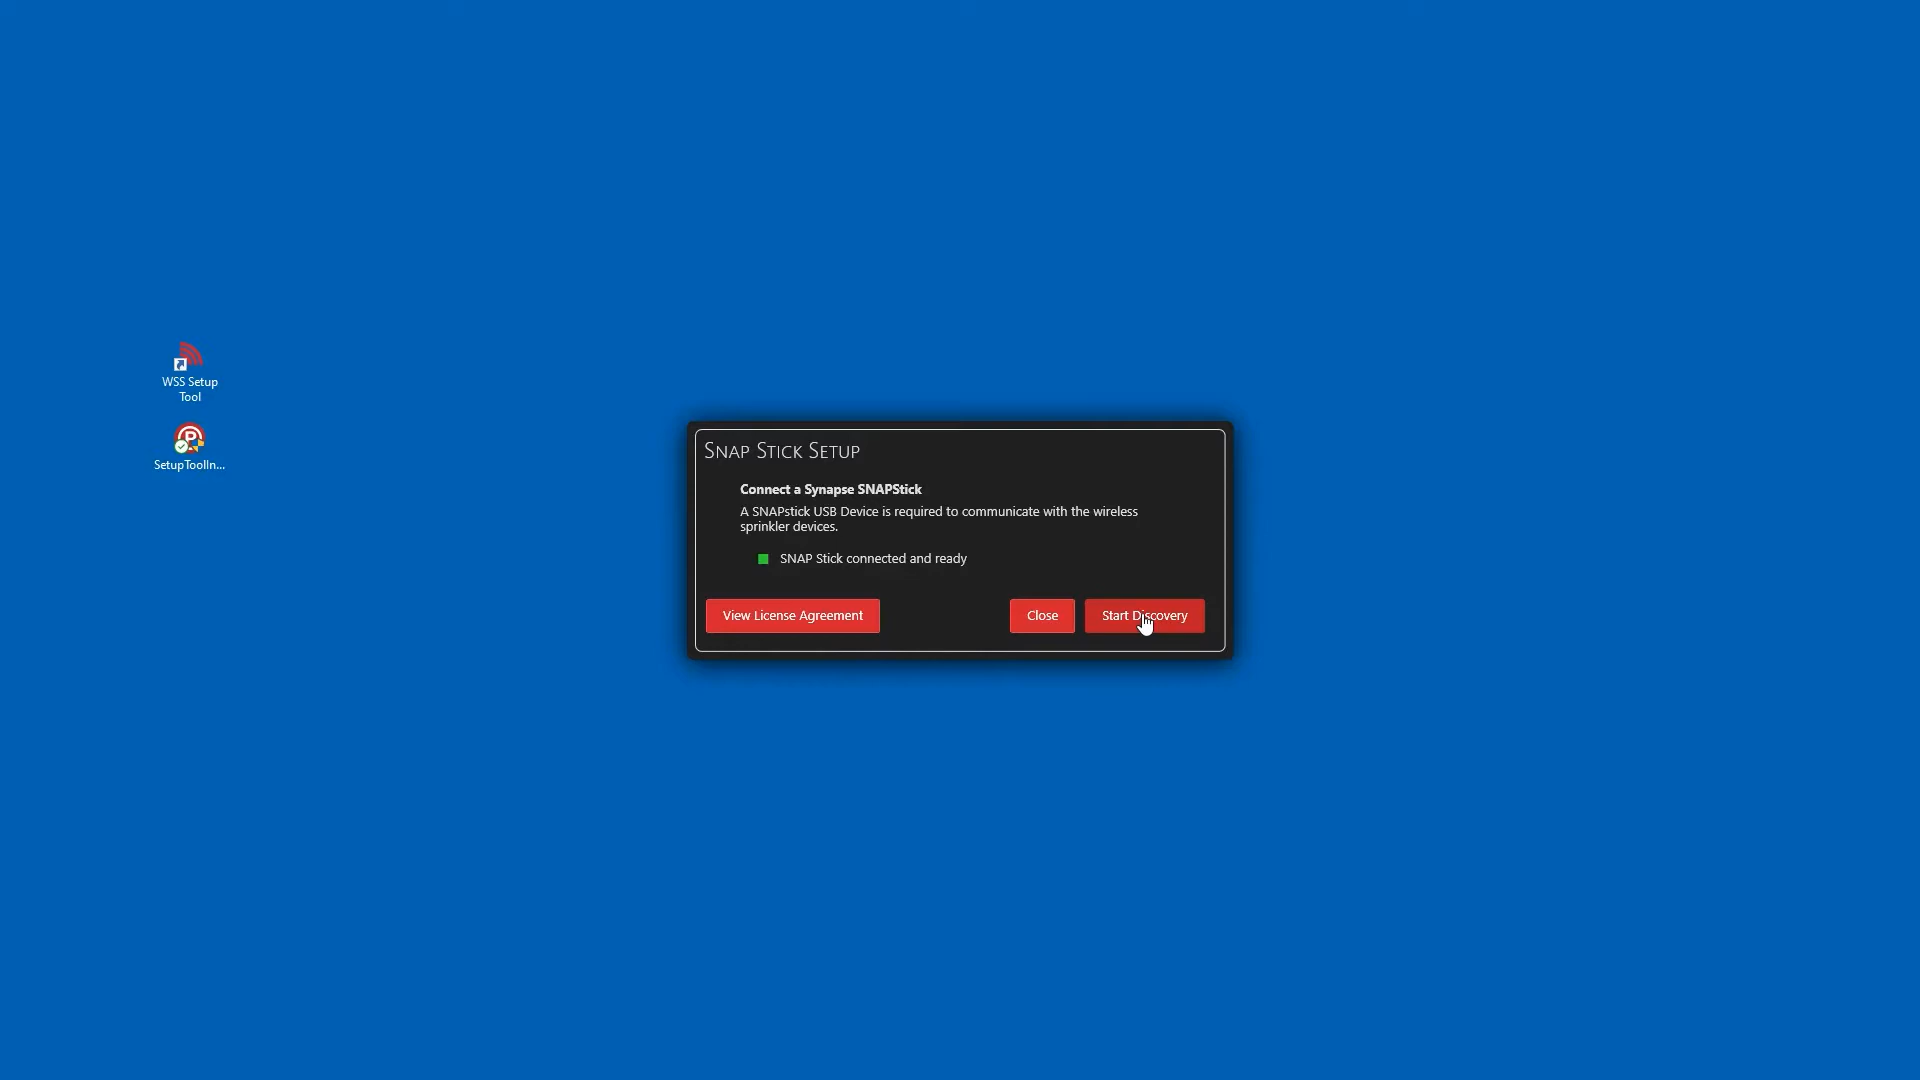 WSS Setup
Tool
SetupToolIn...
SNAP STICK SETUP
Connect a Synapse SNAPStick
A SNAPstick USB Device is required to communicate with the wireless
sprinkler devices.
SNAP Stick connected and ready
View License Agreement
Close
Start Discovery